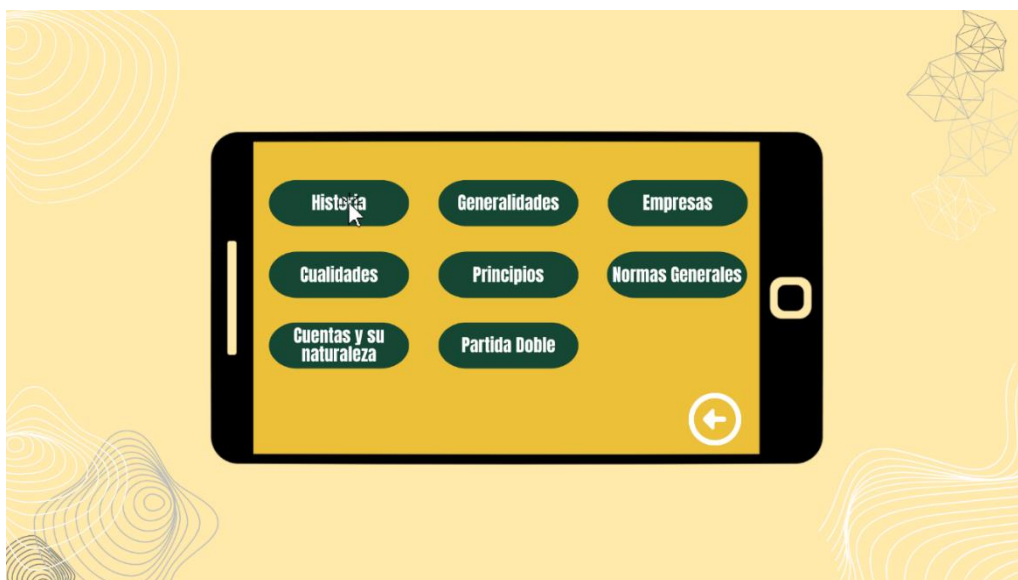 Historia
Generalidades
Empresas
Cualidades
Principios
Normas Generales
Cuentas y su
naturaleza
Partida Doble